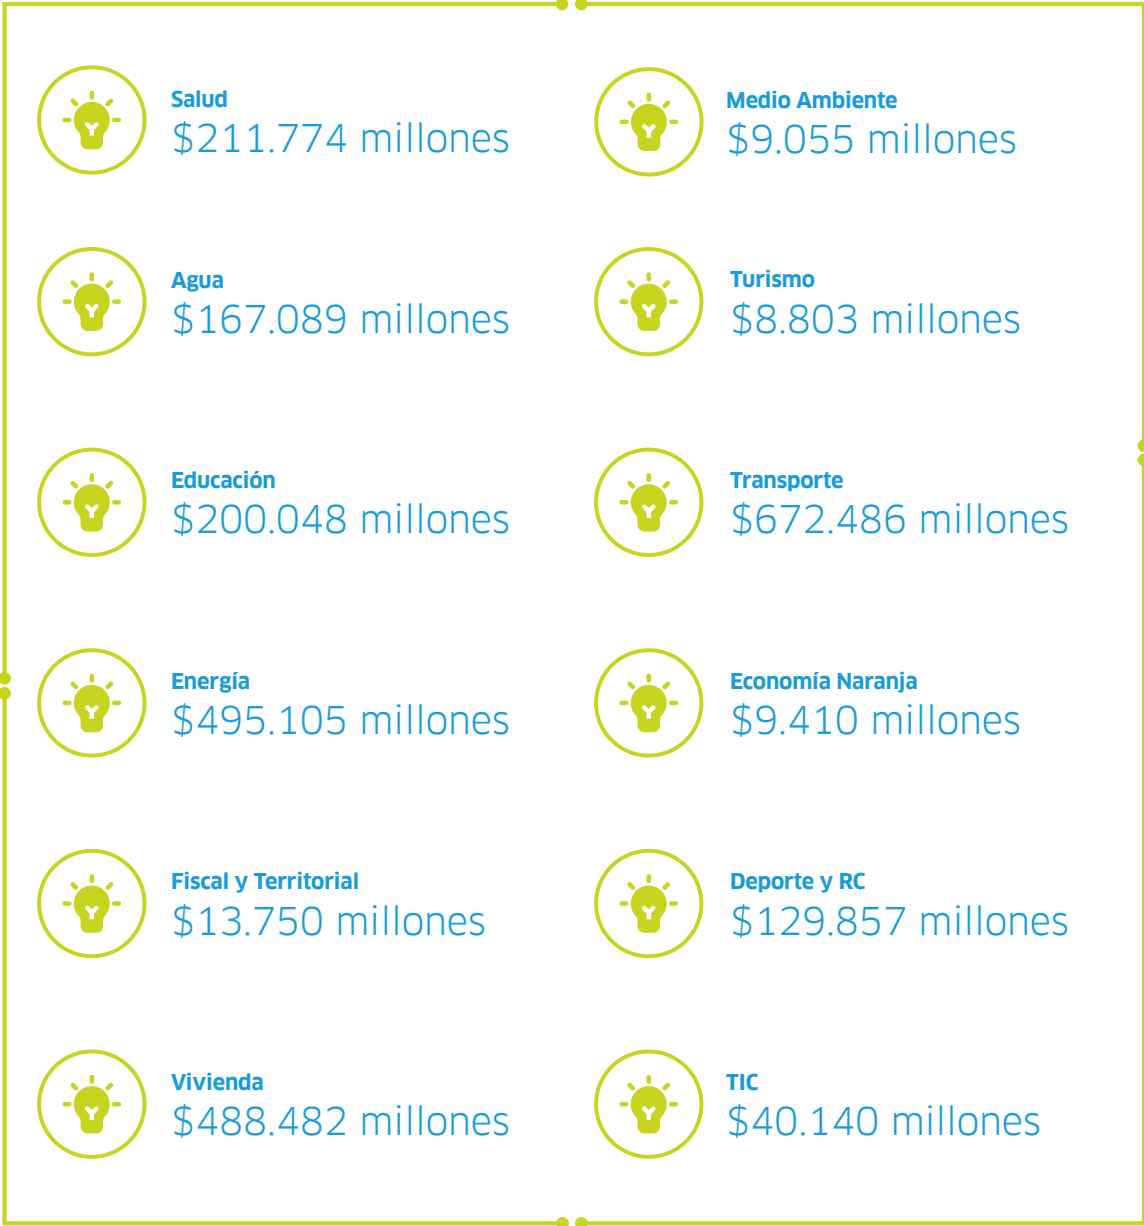 Salud
$211.774 millones
Medio Ambiente
$9.055 millones
Agua
$167.089 millones
Turismo
$8.803 millones
Educación
$200.048 millones
Transporte
$672.486 millones
Energía
$495.105 millones
Economía Naranja
$9.410 millones
Fiscal y Territorial
$13.750 millones
Deporte y RC
$129.857 millones
Vivienda
$488.482 millones
TIC
$40.140 millones